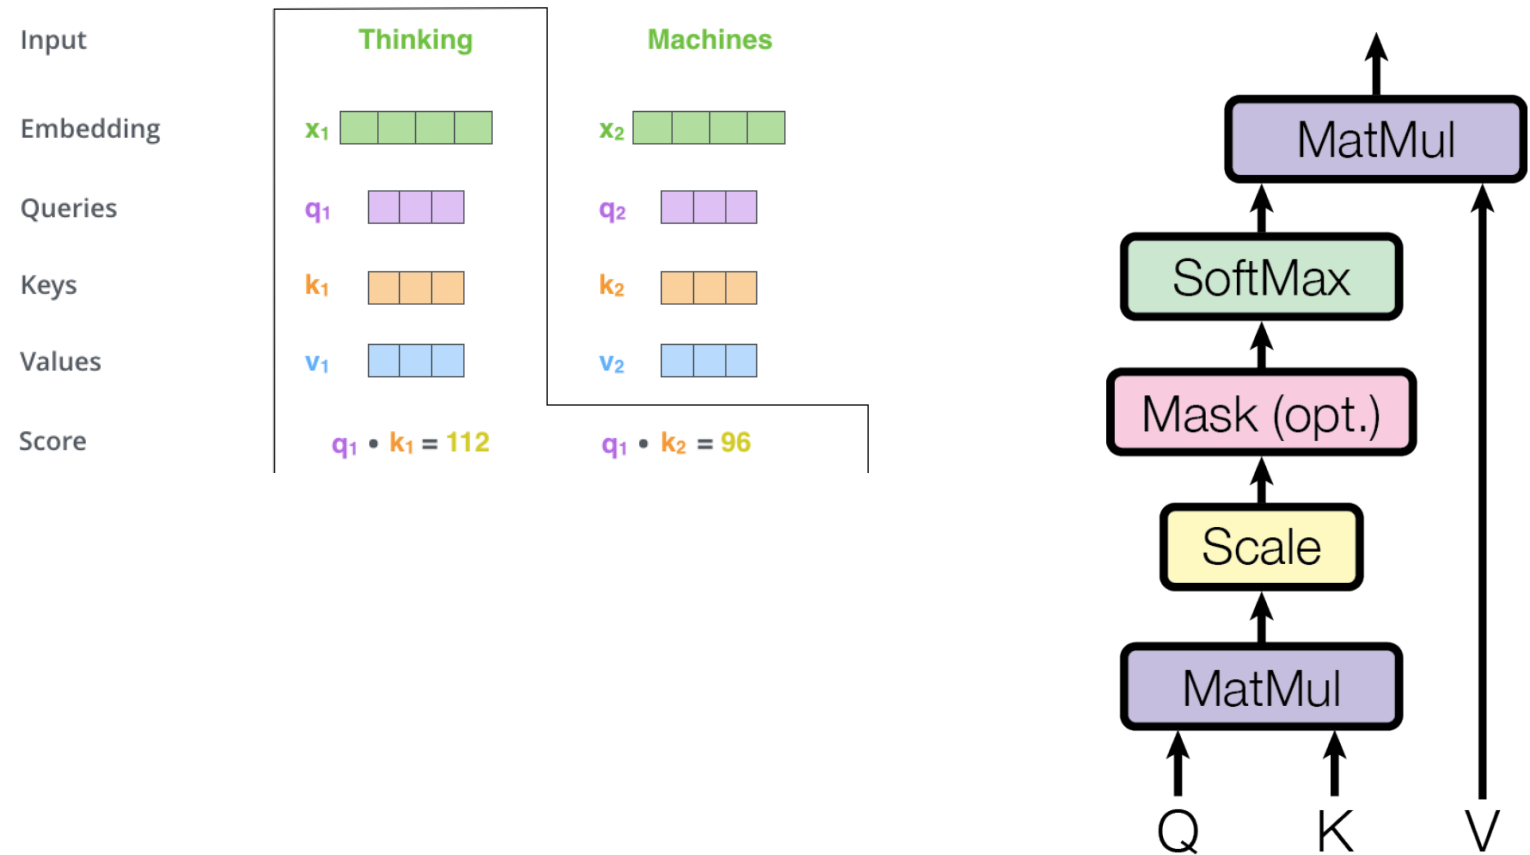 Input Thinking Machines
Embedding x₁ x₂
Queries q₁ q₂
Keys k₁ k₂
Values v₁ v₂
Score q₁ • k₁ = 112 q₁ • k₂ = 96
MatMul
SoftMax
Mask (opt.)
Scale
MatMul
Q K V